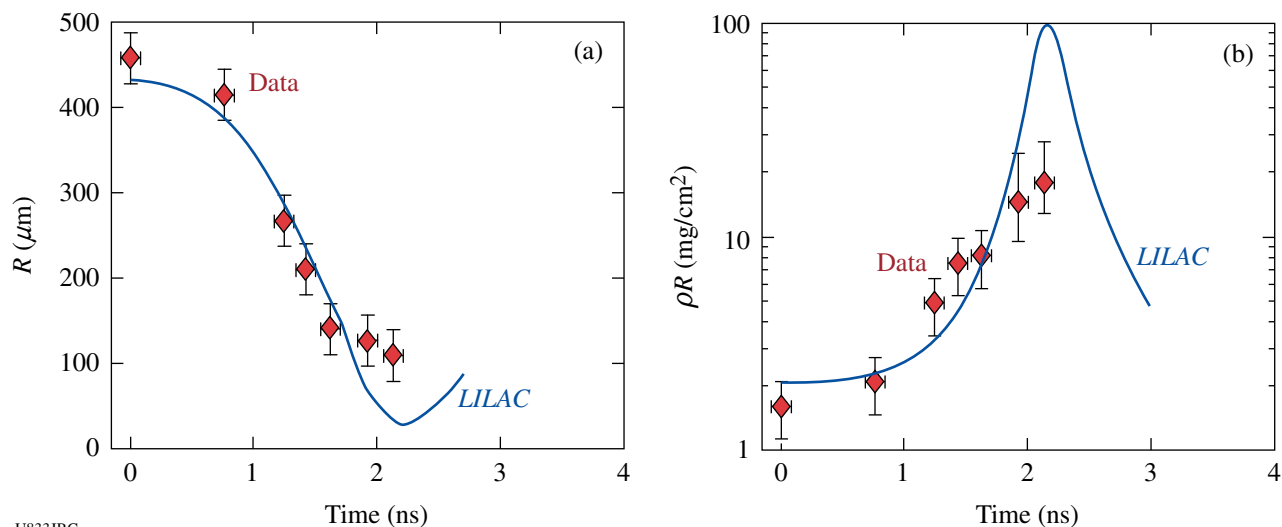 500
400
300
200
100
0
R (μm)
0 1 2 3 4
Time (ns)
(a)
Data
LILAC
100
10
1
ρR (mg/cm²)
0 1 2 3 4
Time (ns)
(b)
Data
LILAC